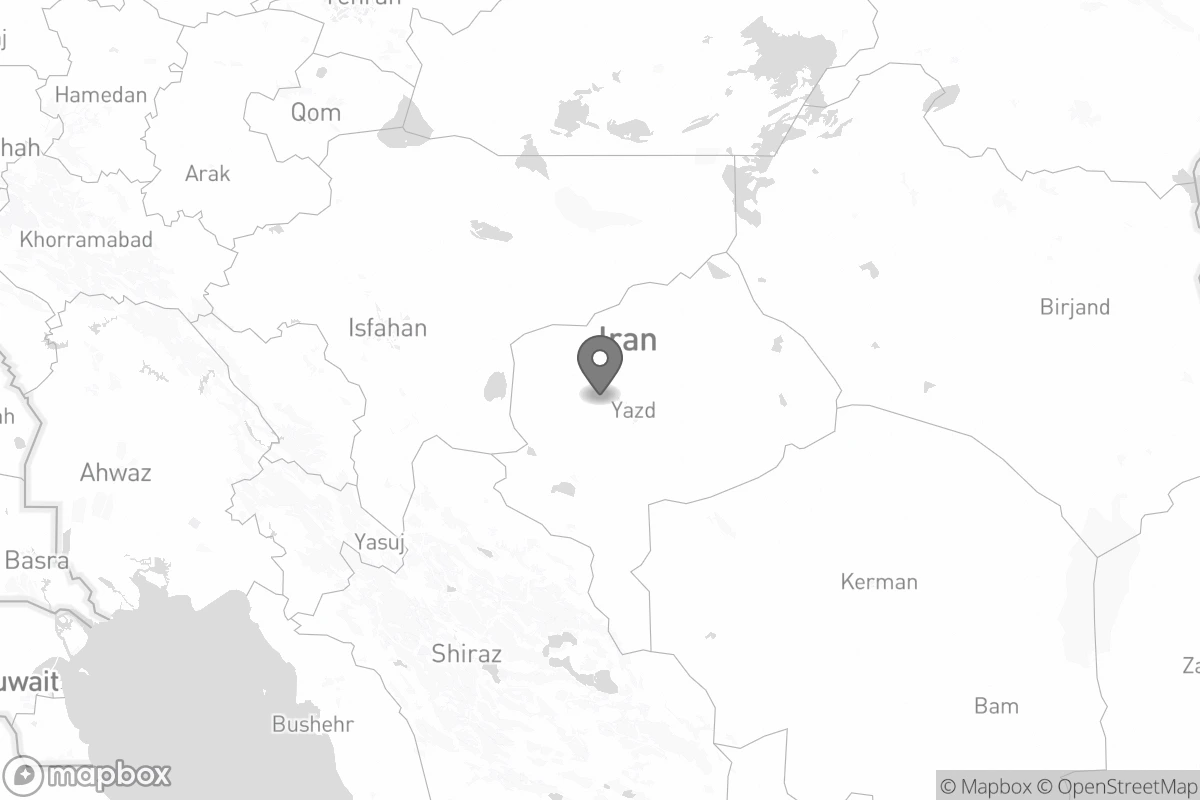 Tehran
Hamedan
Qom
hah
Arak
Khorramabad
Isfahan
Iran
Birjand
Yazd
ah
Ahwaz
Yasuj
Basra
Kerman
Shiraz
uwait
Za
Bam
Bushehr
mapbox
© Mapbox © OpenStreetMap